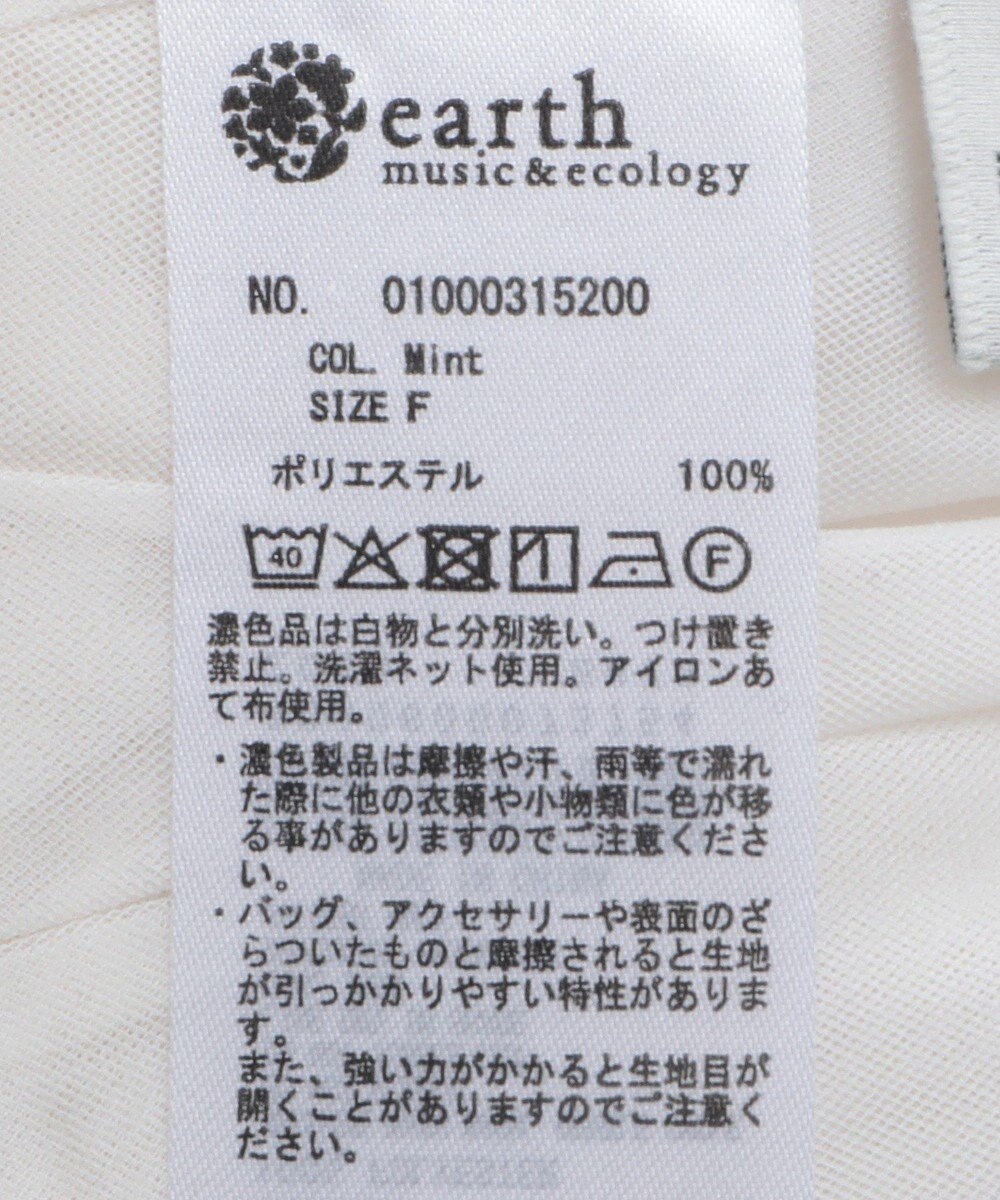 earth
music&ecology
NO. 01000315200
COL. Mint
SIZE F
ポリエステル 100%
40 F
濃色品は白物と分別洗い。つけ置き
禁止。洗濯ネット使用。アイロンあ
て布使用。
・濃色製品は摩擦や汗、雨等で濡れ
た際に他の衣類や小物類に色が移
る事がありますのでご注意くださ
い。
・バッグ、アクセサリーや表面のざ
らついたものと摩擦されると生地
が引っかかりやすい特性がありま
す。
また、強い力がかかると生地目が
開くことがありますのでご注意く
ださい。